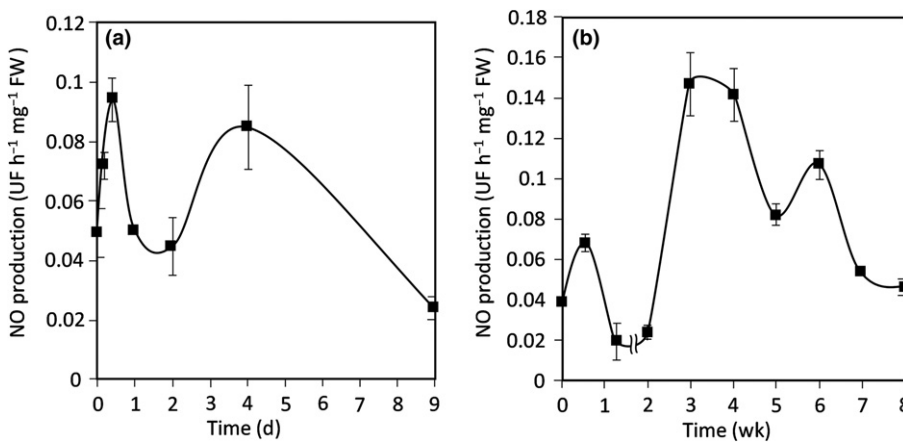 (a)
NO production (UF h⁻¹ mg⁻¹ FW)
0.12
0.1
0.08
0.06
0.04
0.02
0
0 1 2 3 4 5 6 7 8 9
Time (d)
(b)
NO production (UF h⁻¹ mg⁻¹ FW)
0.18
0.16
0.14
0.12
0.1
0.08
0.06
0.04
0.02
0.00
0 1 2 3 4 5 6 7 8
Time (wk)